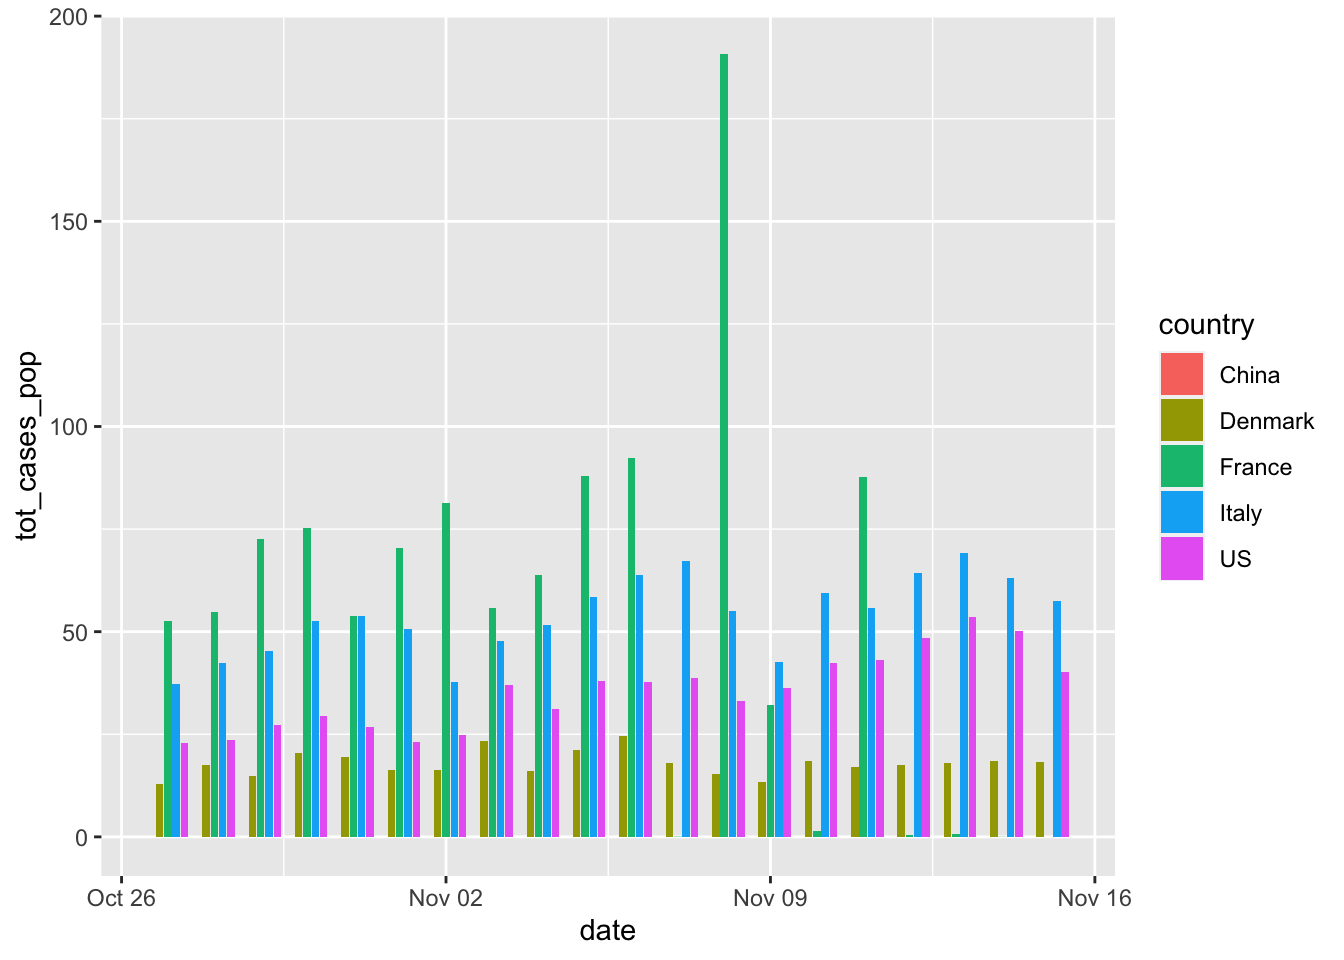 200
150
100
50
0
tot_cases_pop
Oct 26
Nov 02
Nov 09
Nov 16
date
country
China
Denmark
France
Italy
US